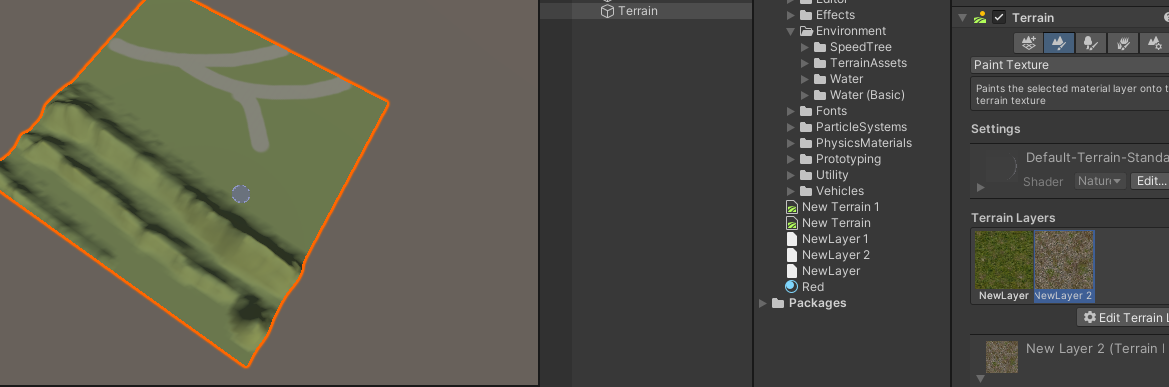 Terrain
Editor
Effects
Environment
SpeedTree
TerrainAssets
Water
Water (Basic)
Fonts
ParticleSystems
PhysicsMaterials
Prototyping
Utility
Vehicles
New Terrain 1
New Terrain
NewLayer 1
NewLayer 2
NewLayer
Red
Packages
Terrain
Paint Texture
Paints the selected material layer onto t
terrain texture
Settings
Default-Terrain-Standa
Shader Nature Edit...
Terrain Layers
NewLayer NewLayer 2
Edit Terrain L
New Layer 2 (Terrain l